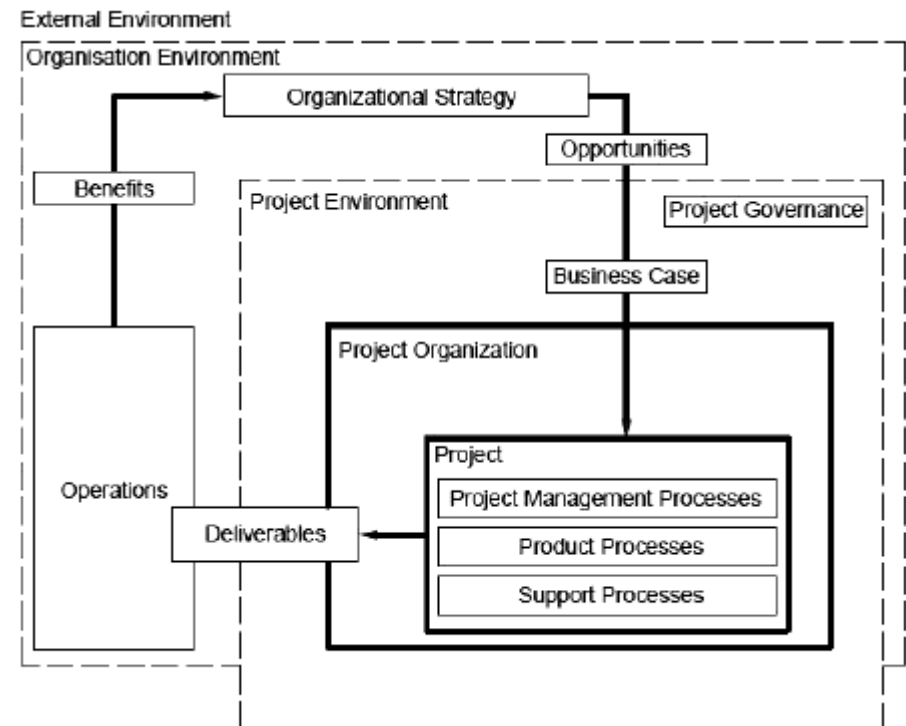 External Environment
Organisation Environment
Organizational Strategy
Opportunities
Benefits
Project Environment
Project Governance
Business Case
Project Organization
Project
Operations
Project Management Processes
Deliverables
Product Processes
Support Processes